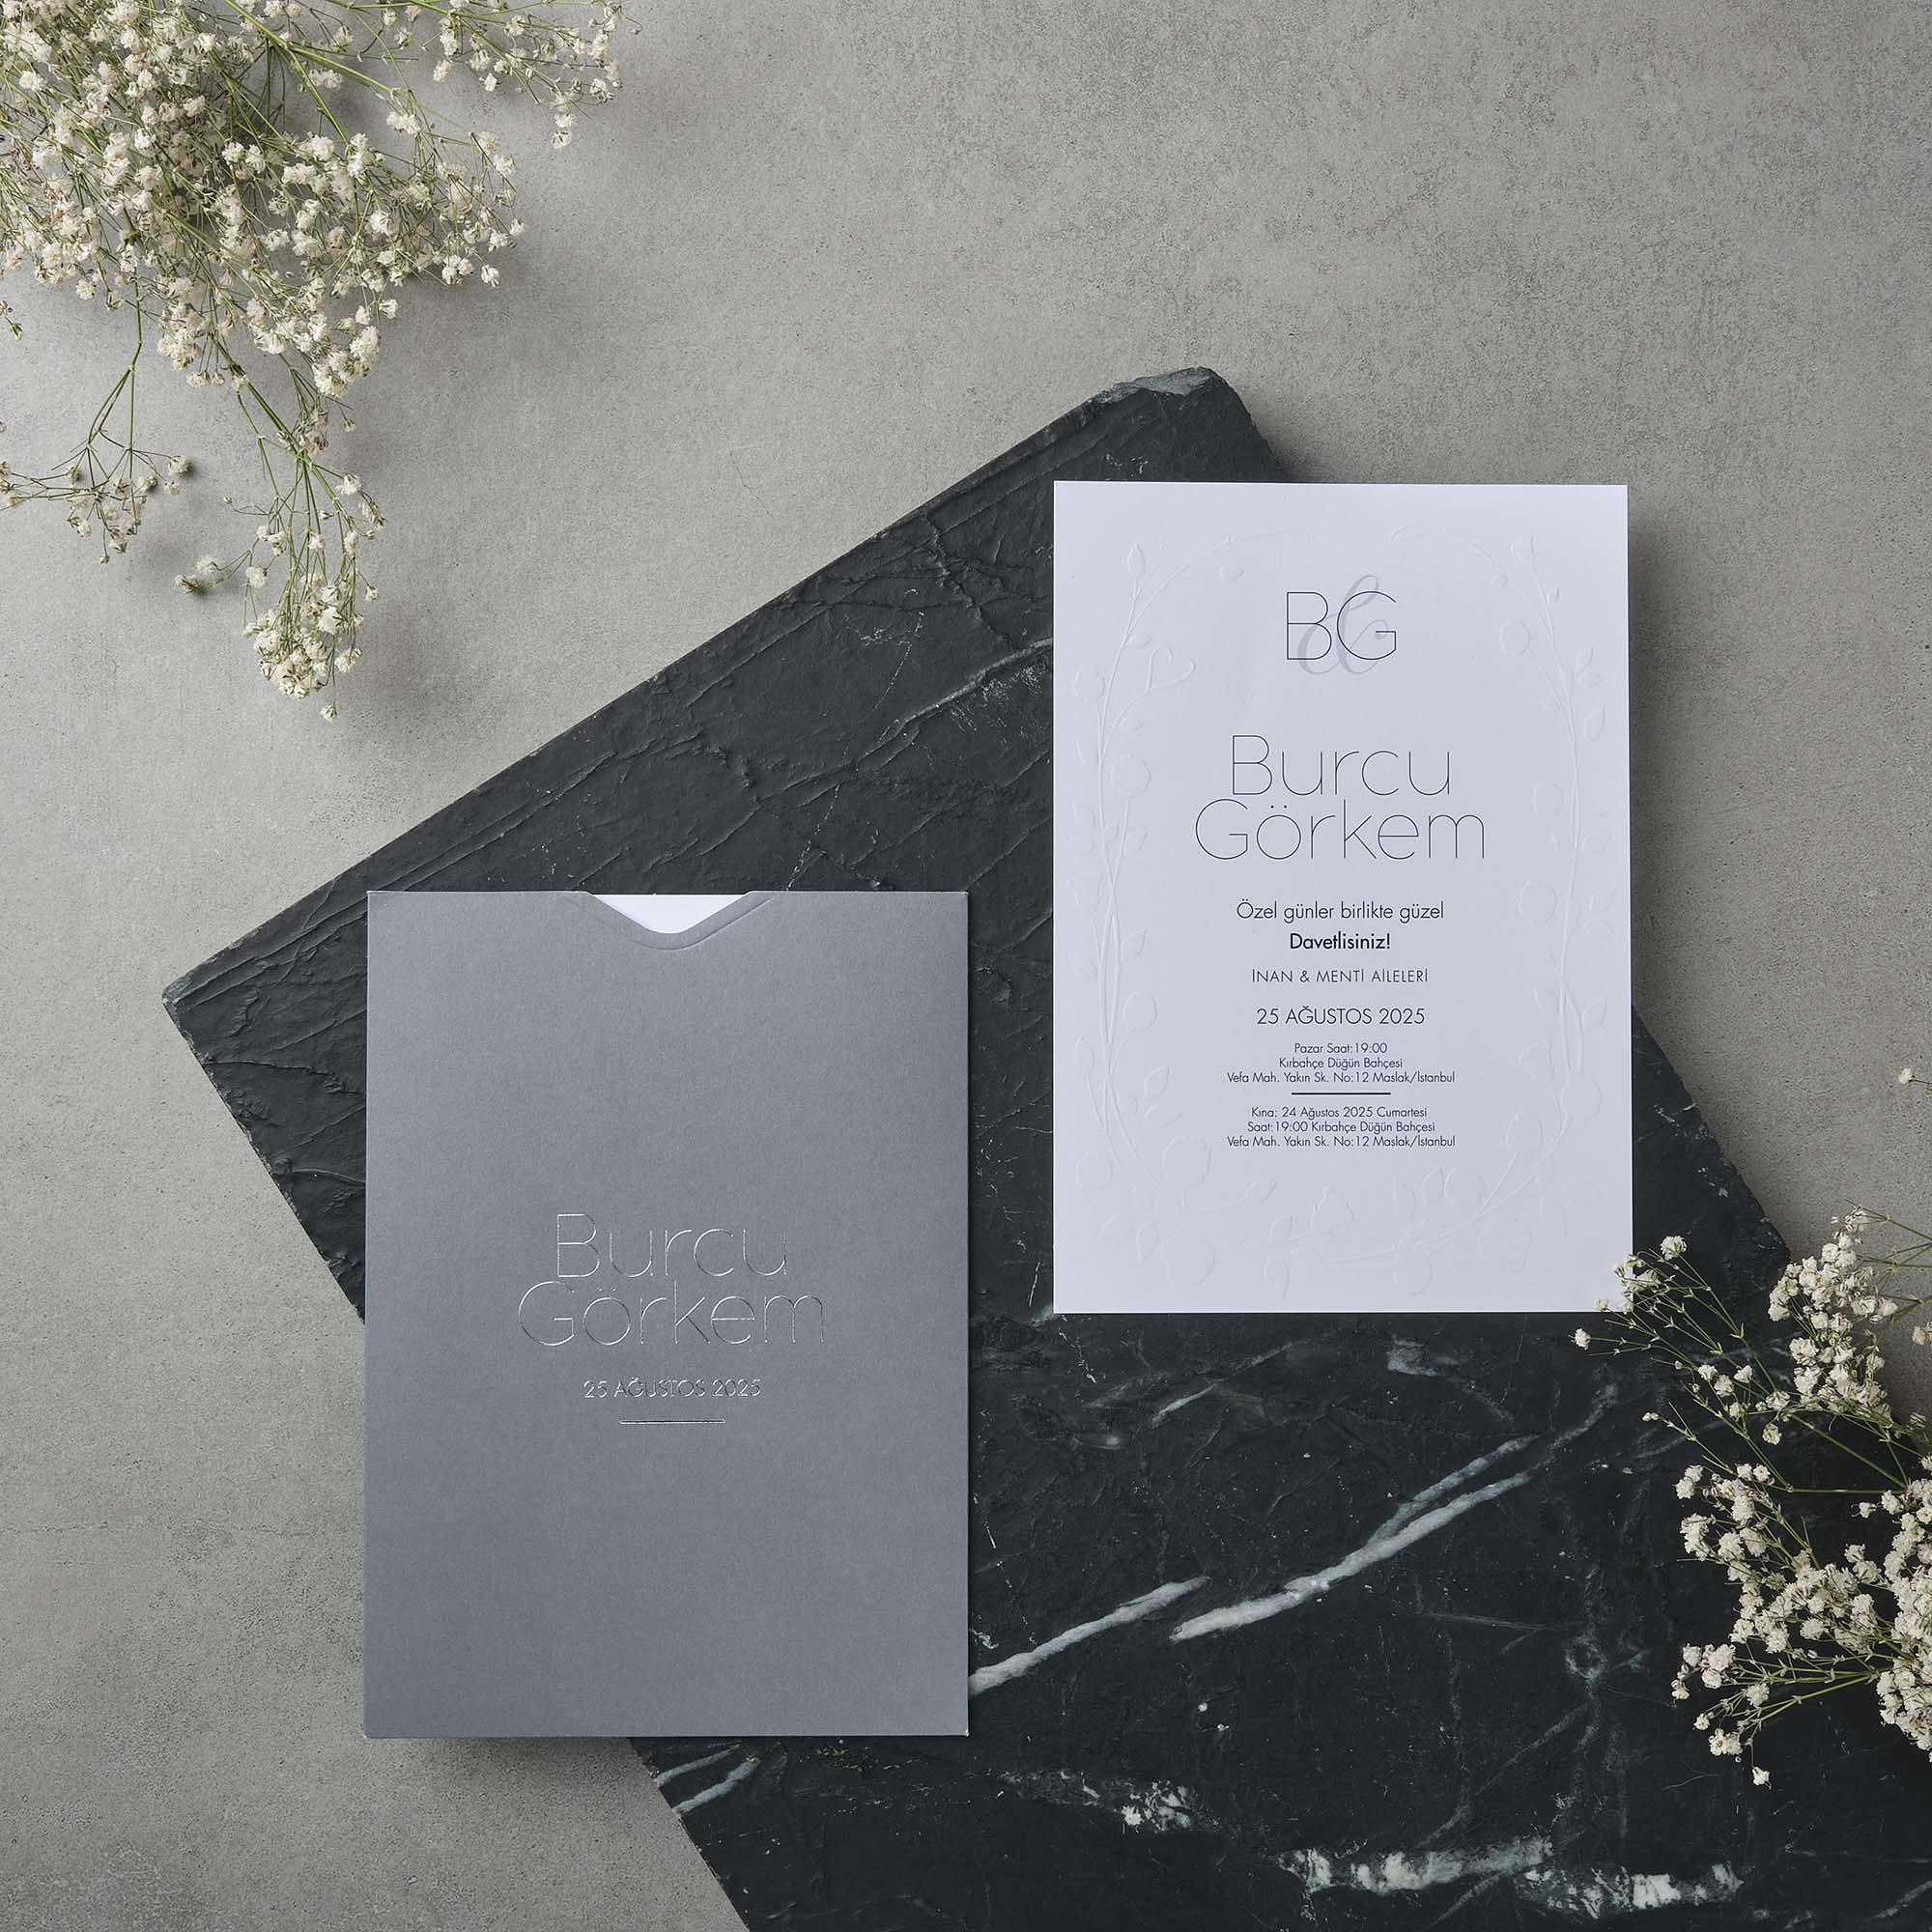 B&G
Burcu
Görkem
Özel günler birlikte güzel
Davetlisiniz!
İNAN & MENTİ AİLELERİ
25 AĞUSTOS 2025
Pazar Saat:19:00
Kırbahçe Düğün Bahçesi
Vefa Mah. Yakın Sk. No:12 Maslak/İstanbul
Kına: 24 Ağustos 2025 Cumartesi
Saat:19:00 Kırbahçe Düğün Bahçesi
Vefa Mah. Yakın Sk. No:12 Maslak/İstanbul
Burcu
Görkem
25 AĞUSTOS 2025